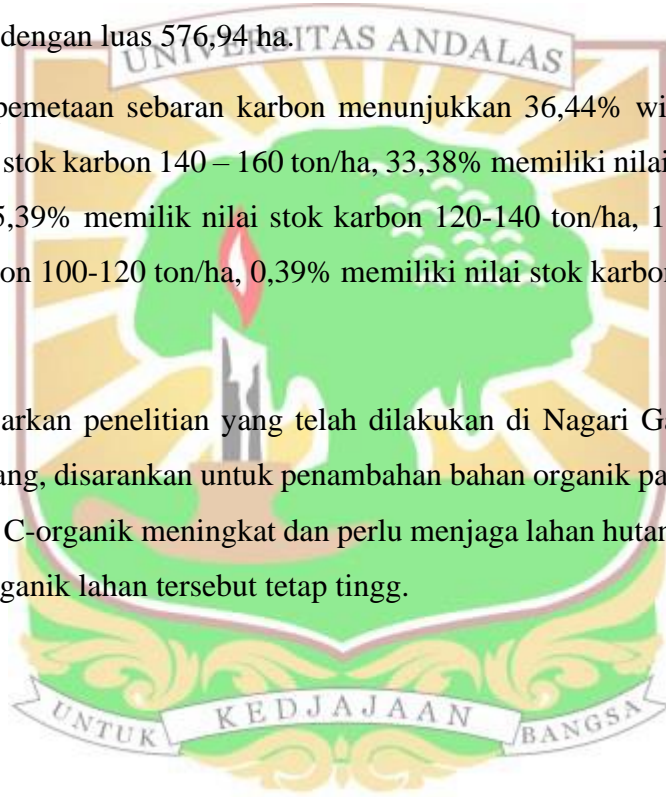 dengan luas 576,94 ha.
UNIVERSITAS ANDALAS
pemetaan sebaran karbon menunjukkan 36,44% wi
stok karbon 140 – 160 ton/ha, 33,38% memiliki nilai
5,39% memilik nilai stok karbon 120-140 ton/ha, 1
on 100-120 ton/ha, 0,39% memiliki nilai stok karbon
arkan penelitian yang telah dilakukan di Nagari Ga
ang, disarankan untuk penambahan bahan organik pa
C-organik meningkat dan perlu menjaga lahan hutan
ganik lahan tersebut tetap tingg.
UNTUK KEDJAJAAN BANGSA